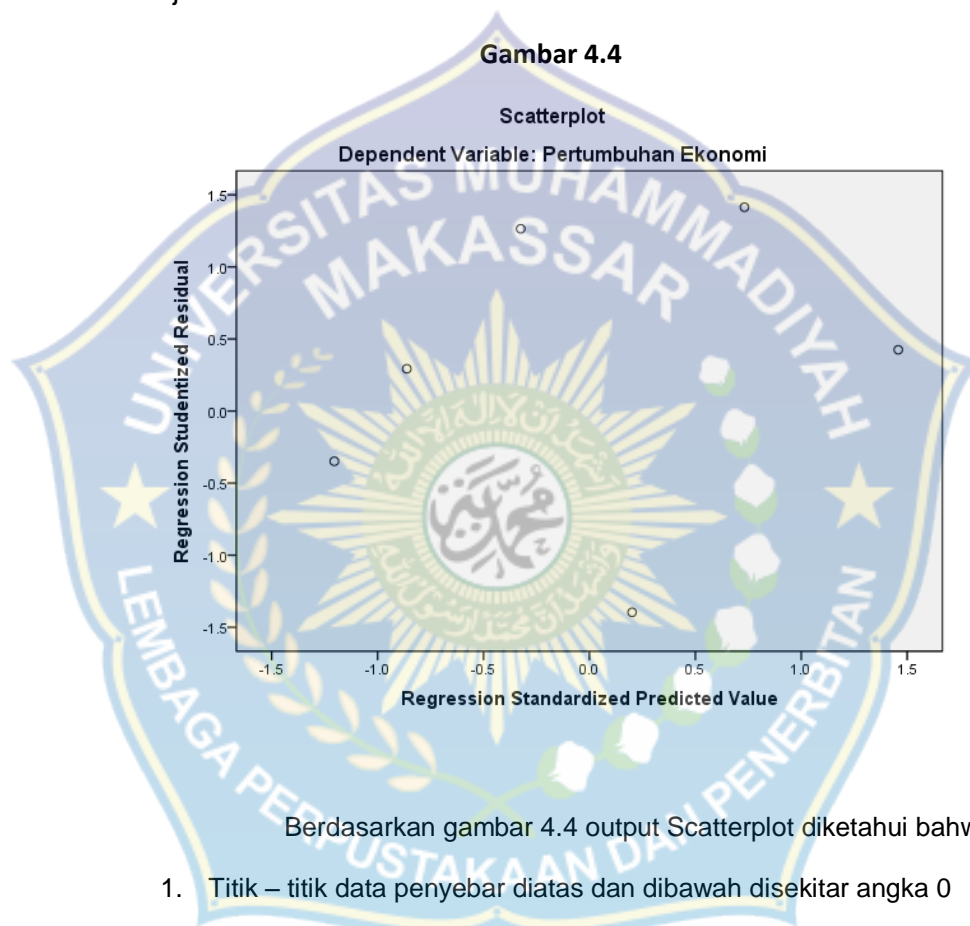 Gambar 4.4
Scatterplot
Dependent Variable: Pertumbuhan Ekonomi
Regression Studentized Residual
1.5
1.0
0.5
0.0
-0.5
-1.0
-1.5
-1.5 -1.0 -0.5 0.0 0.5 1.0 1.5
Regression Standardized Predicted Value
UNIVERSITAS MUHAMMADIYAH
MAKASSAR
LEMBAGA PERPUSTAKAAN DAN PENERBITAN
Berdasarkan gambar 4.4 output Scatterplot diketahui bahw
1. Titik – titik data penyebar diatas dan dibawah disekitar angka 0